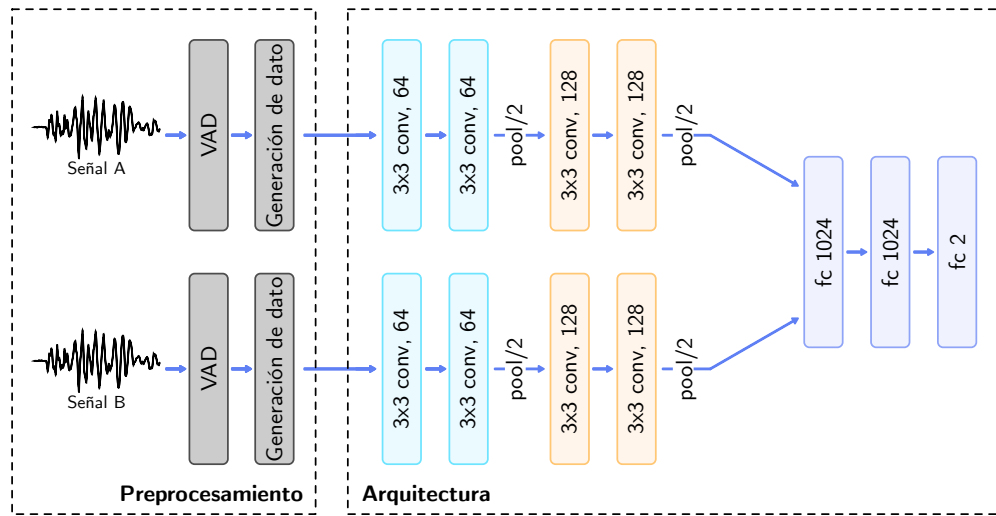 Señal A
VAD
Generación de dato
3x3 conv, 64
3x3 conv, 64
pool/2
3x3 conv, 128
3x3 conv, 128
pool/2
Señal B
VAD
Generación de dato
3x3 conv, 64
3x3 conv, 64
pool/2
3x3 conv, 128
3x3 conv, 128
pool/2
fc 1024
fc 1024
fc 2
Preprocesamiento
Arquitectura